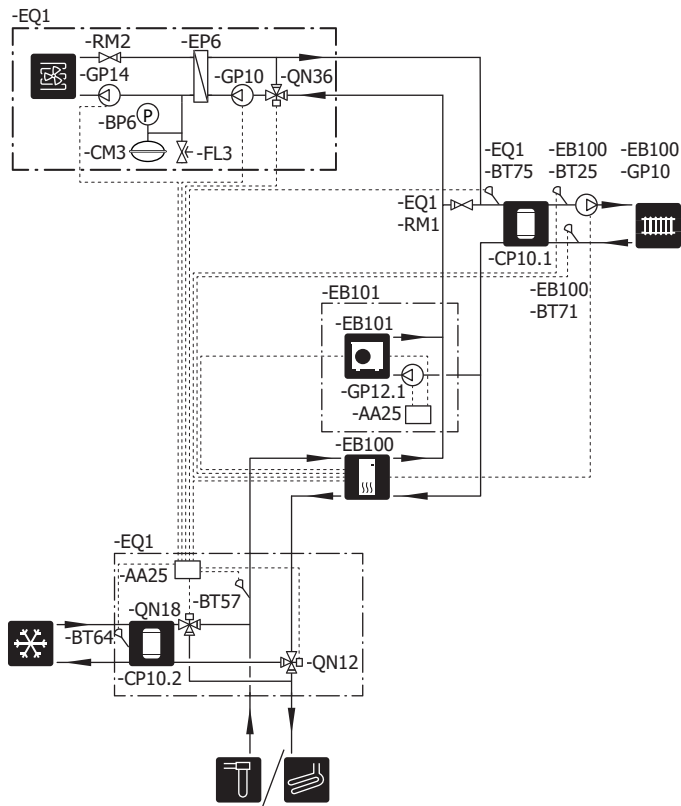 -EQ1
-RM2
-EP6
-GP14
-GP10
-QN36
-BP6
P
-CM3
-FL3
-EQ1
-BT75
-EB100
-BT25
-EB100
-GP10
-EQ1
-RM1
-CP10.1
-EB100
-BT71
-EB101
-EB101
-GP12.1
-AA25
-EB100
-EQ1
-AA25
-QN18
-BT57
-BT64
-QN12
-CP10.2